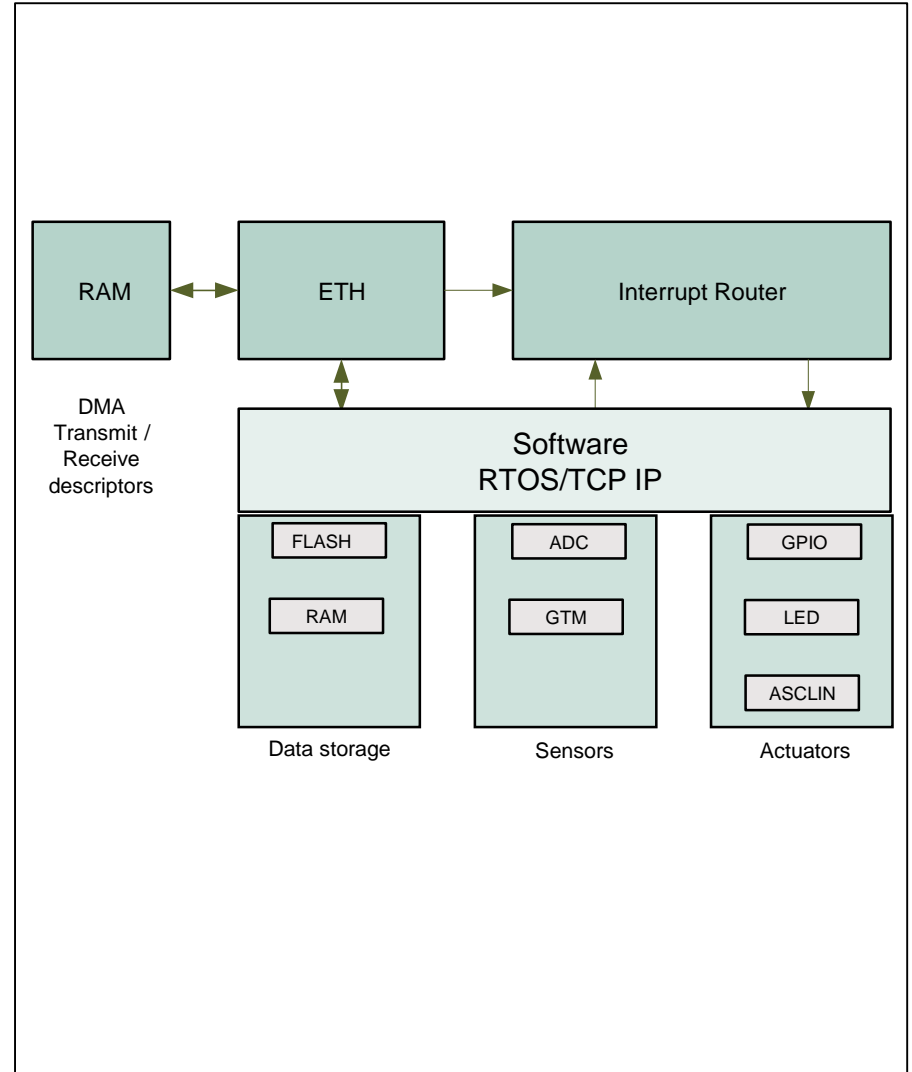 RAM
ETH
Interrupt Router
DMA
Transmit /
Receive
descriptors
Software
RTOS/TCP IP
FLASH
RAM
ADC
GTM
GPIO
LED
ASCLIN
Data storage
Sensors
Actuators